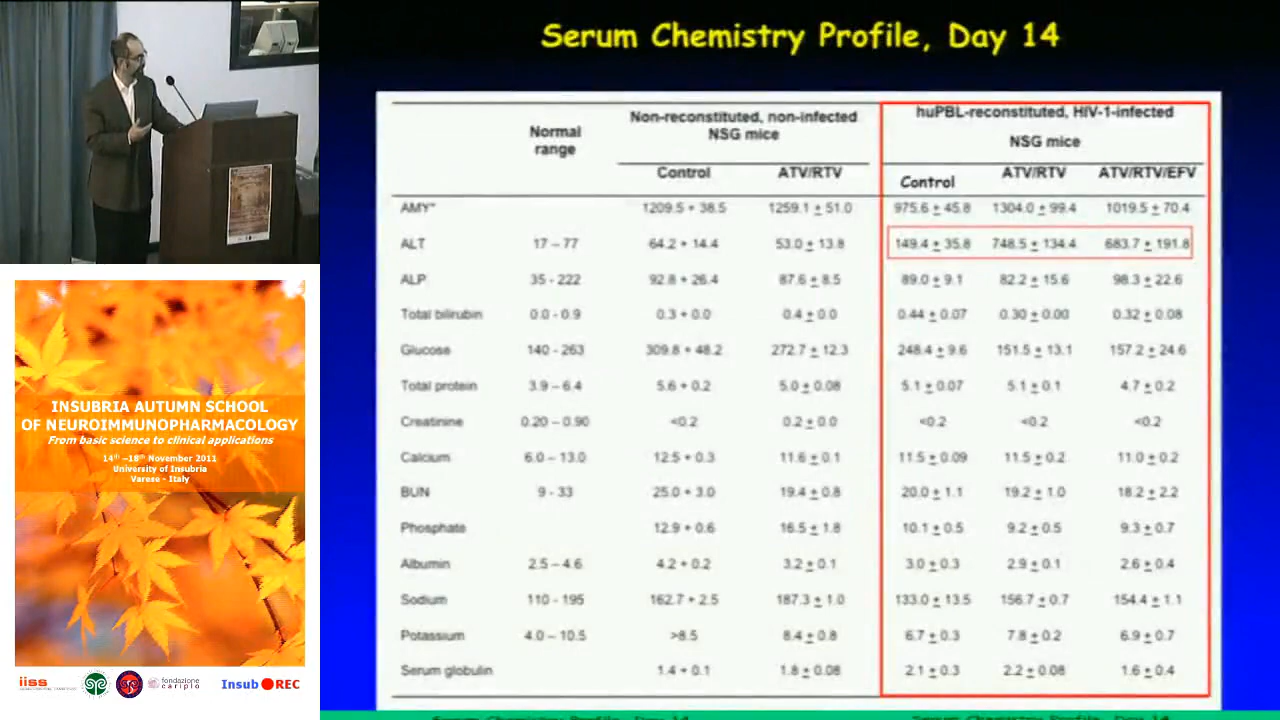 Serum Chemistry Profile, Day 14
Normal range
Non-reconstituted, non-infected NSG mice
huPBL-reconstituted, HIV-1-infected NSG mice
Control ATV/RTV Control ATV/RTV ATV/RTV/EFV
AMY* 1209.5 + 38.5 1259.1 ± 51.0 975.6 ± 45.8 1304.0 ± 99.4 1019.5 ± 70.4
ALT 17 – 77 64.2 + 14.4 53.0 ± 13.8 149.4 ± 35.8 748.5 ± 134.4 683.7 ± 191.8
ALP 35 - 222 92.8 + 26.4 87.6 ± 8.5 89.0 ± 9.1 82.2 ± 15.6 98.3 ± 22.6
Total bilirubin 0.0 - 0.9 0.3 + 0.0 0.4 ± 0.0 0.44 ± 0.07 0.30 ± 0.00 0.32 ± 0.08
Glucose 140 - 263 309.8 + 48.2 272.7 ± 12.3 248.4 ± 9.6 151.5 ± 13.1 157.2 ± 24.6
Total protein 3.9 – 6.4 5.6 + 0.2 5.0 ± 0.08 5.1 ± 0.07 5.1 ± 0.1 4.7 ± 0.2
Creatinine 0.20 – 0.90 <0.2 0.2 ± 0.0 <0.2 <0.2 <0.2
Calcium 6.0 – 13.0 12.5 + 0.3 11.6 ± 0.1 11.5 ± 0.09 11.5 ± 0.2 11.0 ± 0.2
BUN 9 - 33 25.0 + 3.0 19.4 ± 0.8 20.0 ± 1.1 19.2 ± 1.0 18.2 ± 2.2
Phosphate 12.9 + 0.6 16.5 ± 1.8 10.1 ± 0.5 9.2 ± 0.5 9.3 ± 0.7
Albumin 2.5 – 4.6 4.2 + 0.2 3.2 ± 0.1 3.0 ± 0.3 2.9 ± 0.1 2.6 ± 0.4
Sodium 110 - 195 162.7 + 2.5 187.3 ± 1.0 133.0 ± 13.5 156.7 ± 0.7 154.4 ± 1.1
Potassium 4.0 – 10.5 >8.5 8.4 ± 0.8 6.7 ± 0.3 7.8 ± 0.2 6.9 ± 0.7
Serum globulin 1.4 + 0.1 1.8 ± 0.08 2.1 ± 0.3 2.2 ± 0.08 1.6 ± 0.4
INSUBRIA AUTUMN SCHOOL
OF NEUROIMMUNOPHARMACOLOGY
From basic science to clinical applications
14th –18th November 2011
University of Insubria
Varese - Italy
iiss
fondazione
cariplo
Insub REC